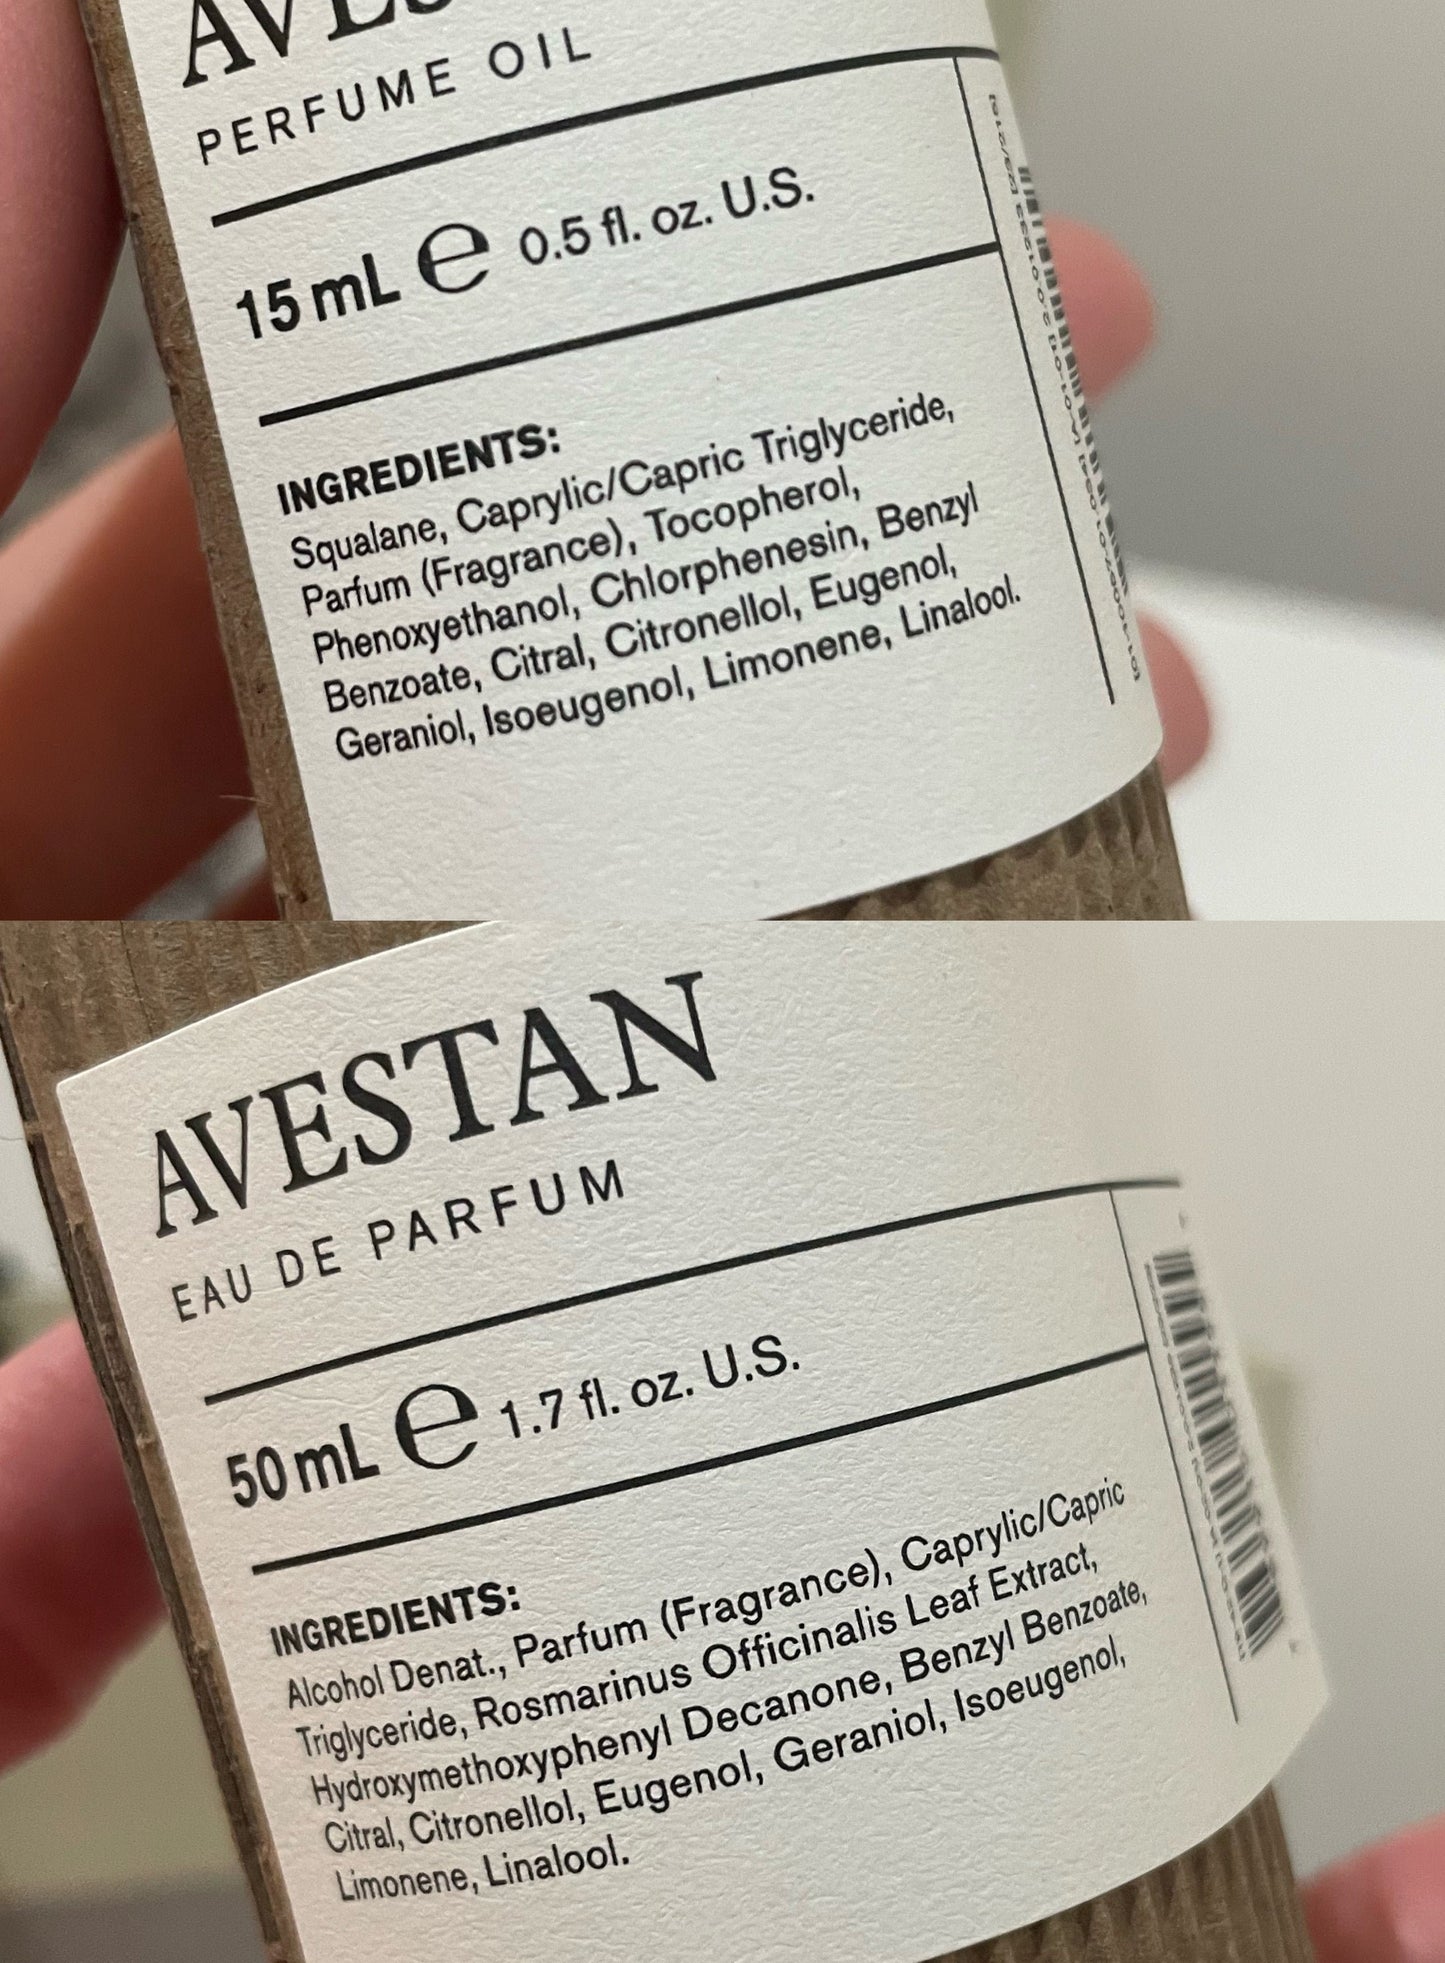 PERFUME OIL
15 mL e 0.5 fl. oz. U.S.
INGREDIENTS:
Squalane, Caprylic/Capric Triglyceride,
Parfum (Fragrance), Tocopherol,
Phenoxyethanol, Chlorphenesin, Benzyl
Benzoate, Citral, Citronellol, Eugenol,
Geraniol, Isoeugenol, Limonene, Linalool.
AVESTAN
EAU DE PARFUM
50 mL e 1.7 fl. oz. U.S.
INGREDIENTS:
Alcohol Denat., Parfum (Fragrance), Caprylic/Capric
Triglyceride, Rosmarinus Officinalis Leaf Extract,
Hydroxymethoxyphenyl Decanone, Benzyl Benzoate,
Citral, Citronellol, Eugenol, Geraniol, Isoeugenol,
Limonene, Linalool.